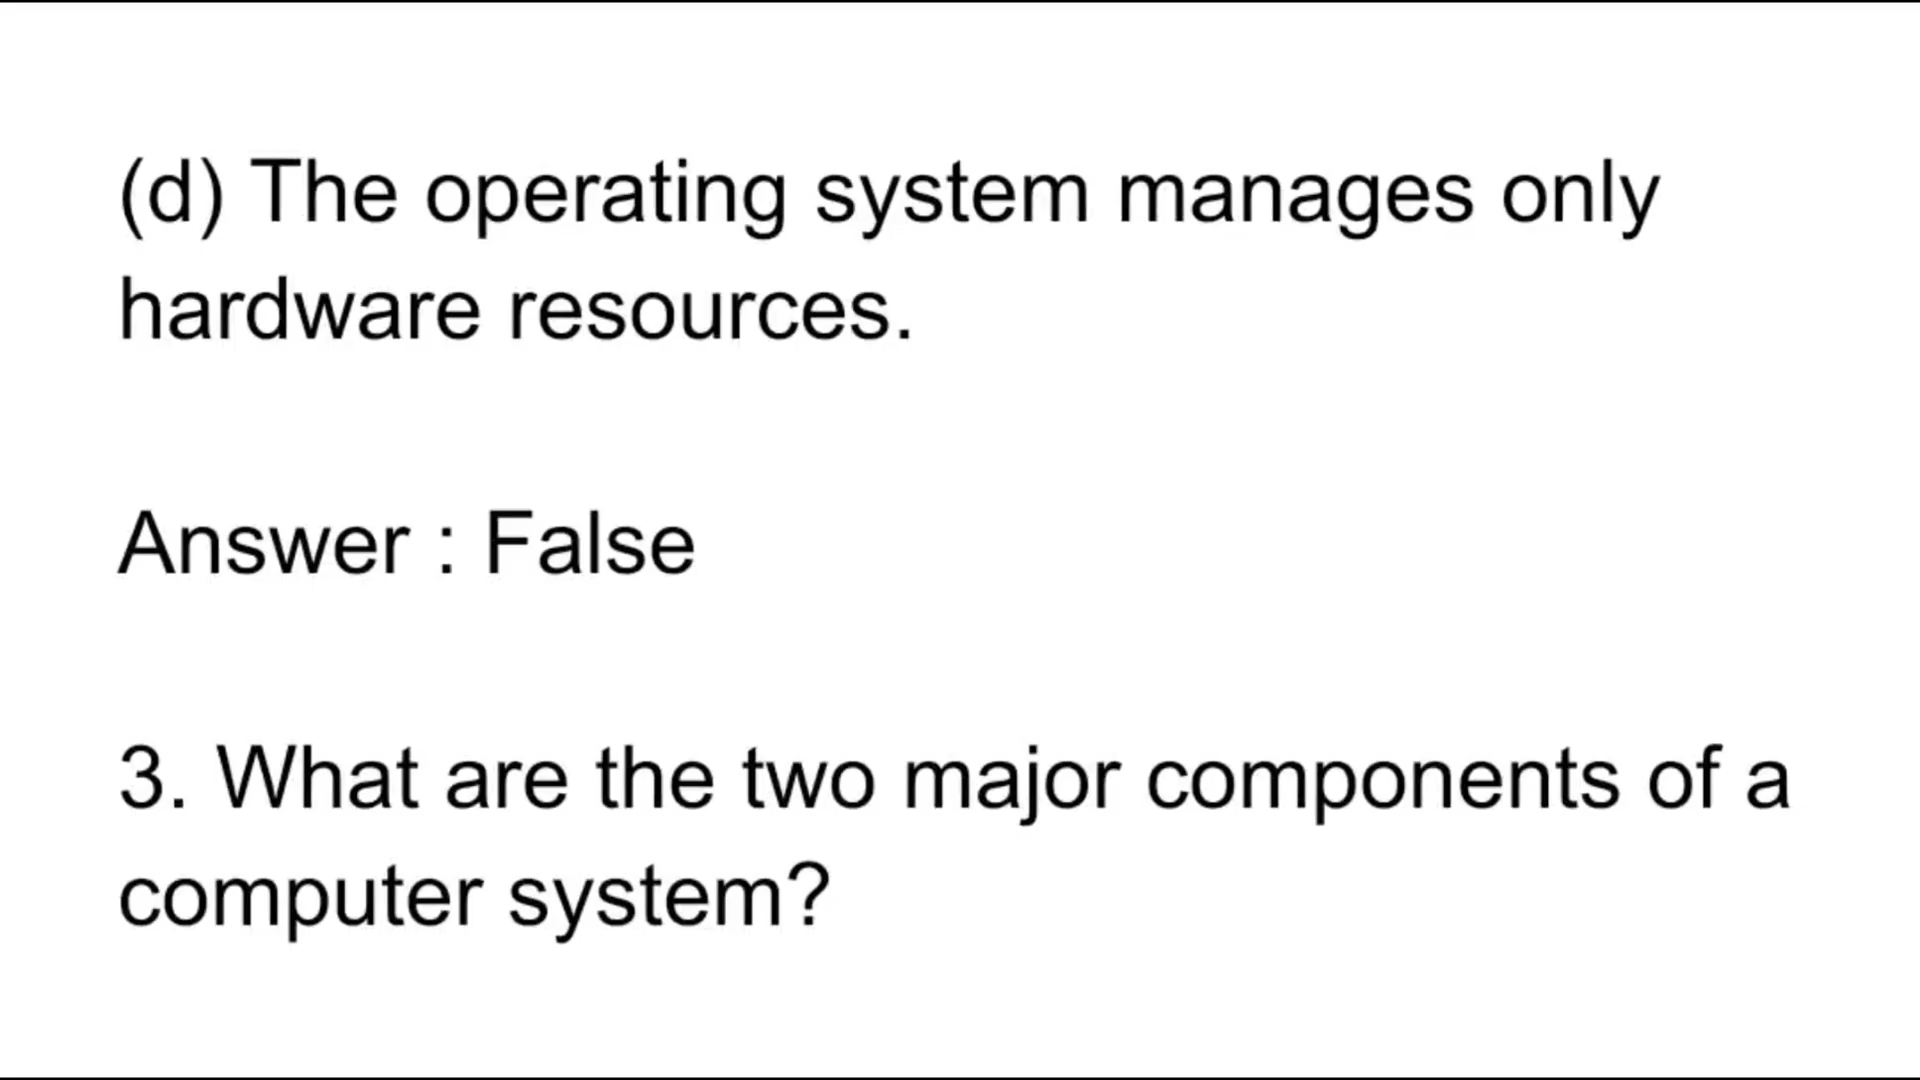 (d) The operating system manages only
hardware resources.
Answer : False
3. What are the two major components of a
computer system?